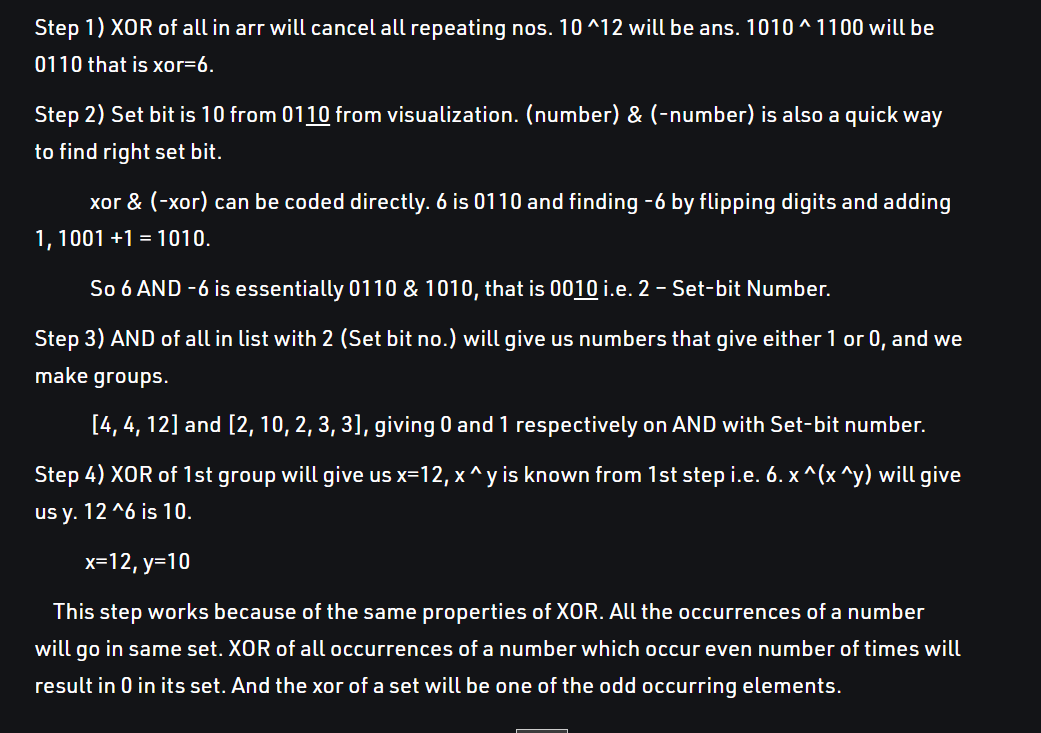 Step 1) XOR of all in arr will cancel all repeating nos. 10 ^12 will be ans. 1010 ^ 1100 will be
0110 that is xor=6.
Step 2) Set bit is 10 from 0110 from visualization. (number) & (-number) is also a quick way
to find right set bit.
xor & (-xor) can be coded directly. 6 is 0110 and finding -6 by flipping digits and adding
1, 1001 +1 = 1010.
So 6 AND -6 is essentially 0110 & 1010, that is 0010 i.e. 2 – Set-bit Number.
Step 3) AND of all in list with 2 (Set bit no.) will give us numbers that give either 1 or 0, and we
make groups.
[4, 4, 12] and [2, 10, 2, 3, 3], giving 0 and 1 respectively on AND with Set-bit number.
Step 4) XOR of 1st group will give us x=12, x ^ y is known from 1st step i.e. 6. x ^(x ^y) will give
us y. 12 ^6 is 10.
x=12, y=10
This step works because of the same properties of XOR. All the occurrences of a number
will go in same set. XOR of all occurrences of a number which occur even number of times will
result in 0 in its set. And the xor of a set will be one of the odd occurring elements.